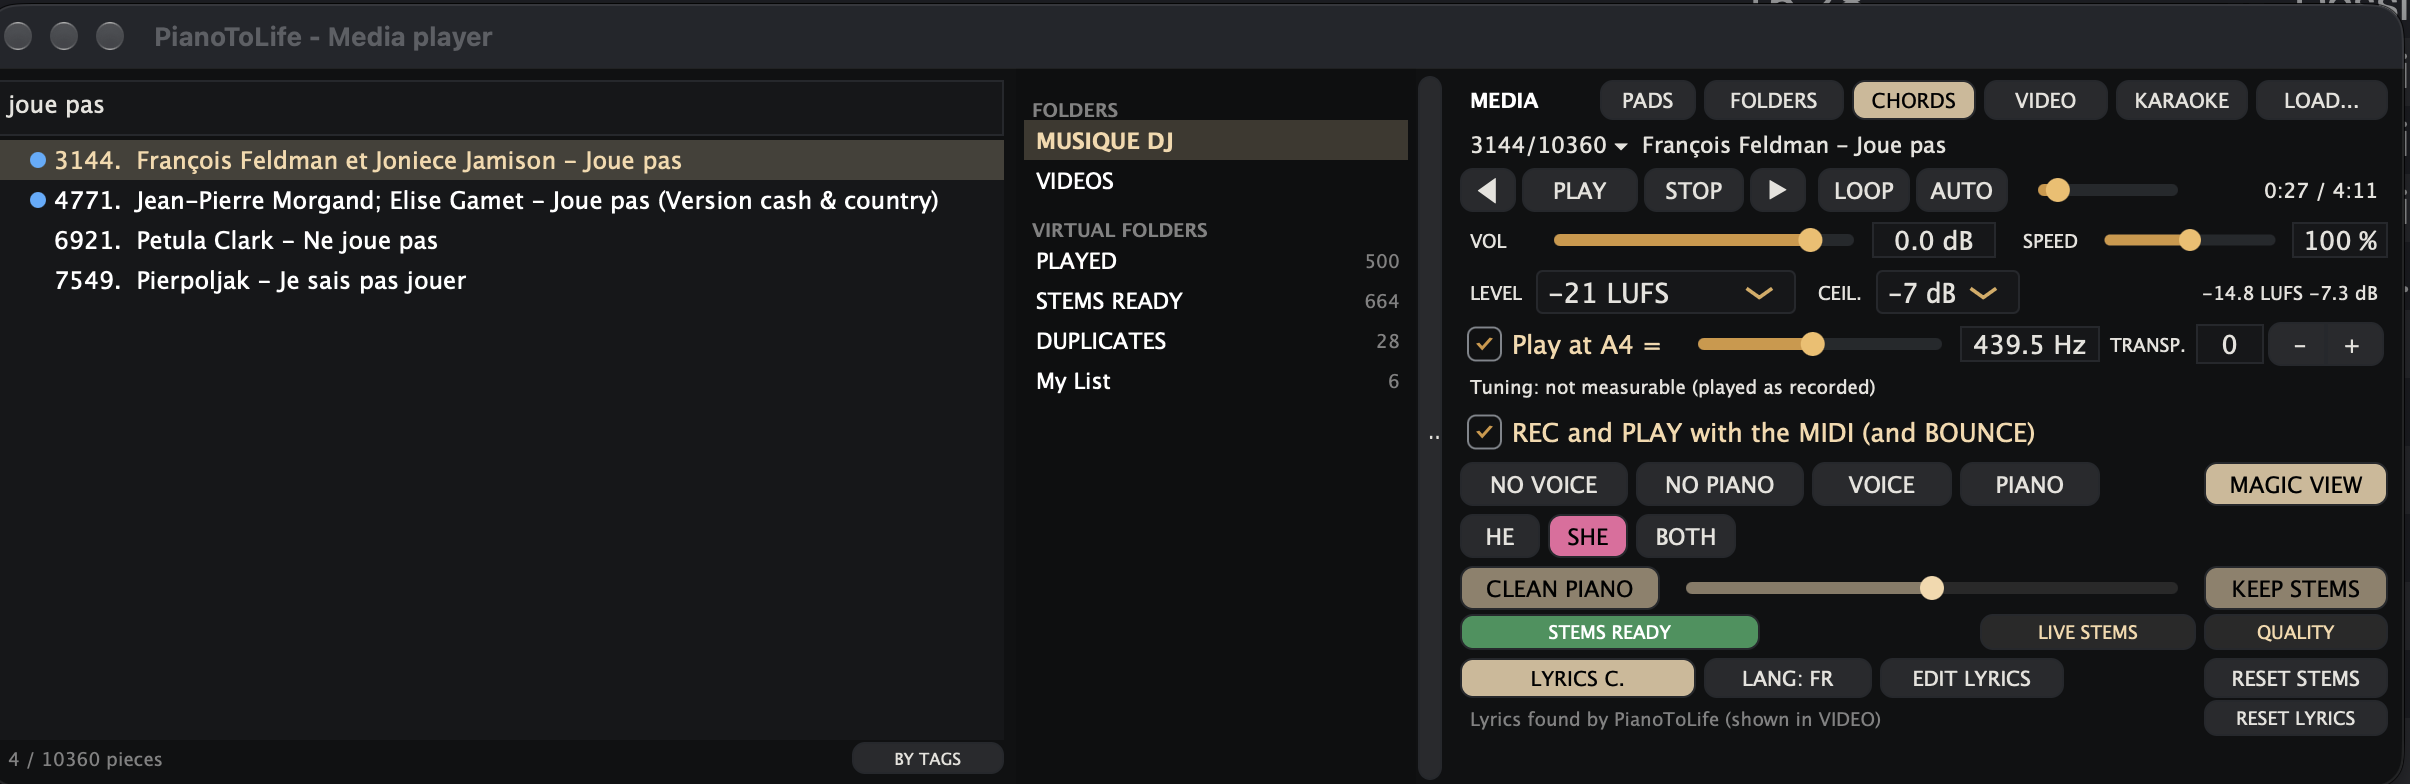 PianoToLife - Media player
joue pas
3144. François Feldman et Joniece Jamison – Joue pas
4771. Jean-Pierre Morgand; Elise Gamet – Joue pas (Version cash & country)
6921. Petula Clark – Ne joue pas
7549. Pierpoljak – Je sais pas jouer
4 / 10360 pieces
BY TAGS
FOLDERS
MUSIQUE DJ
VIDEOS
VIRTUAL FOLDERS
PLAYED 500
STEMS READY 664
DUPLICATES 28
My List 6
MEDIA PADS FOLDERS CHORDS VIDEO KARAOKE LOAD...
3144/10360 François Feldman – Joue pas
PLAY STOP LOOP AUTO 0:27 / 4:11
VOL 0.0 dB SPEED 100 %
LEVEL -21 LUFS CEIL. -7 dB -14.8 LUFS -7.3 dB
Play at A4 = 439.5 Hz TRANSP. 0 - +
Tuning: not measurable (played as recorded)
REC and PLAY with the MIDI (and BOUNCE)
NO VOICE NO PIANO VOICE PIANO MAGIC VIEW
HE SHE BOTH
CLEAN PIANO KEEP STEMS
STEMS READY LIVE STEMS QUALITY
LYRICS C. LANG: FR EDIT LYRICS RESET STEMS
Lyrics found by PianoToLife (shown in VIDEO) RESET LYRICS